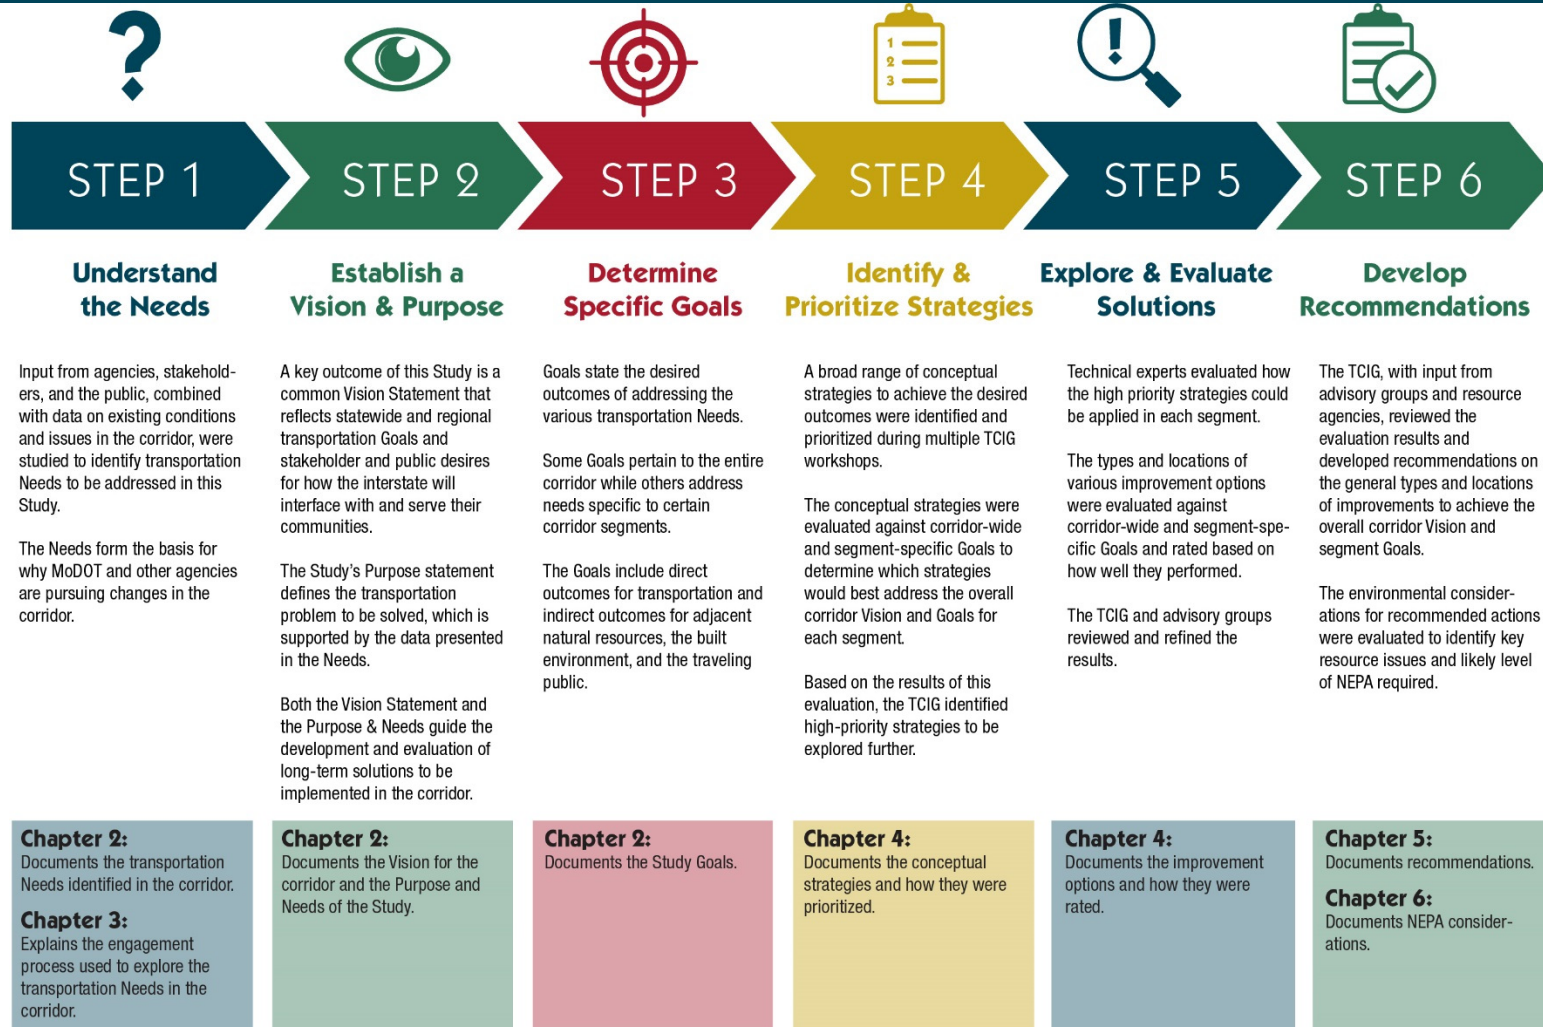 ?
!
1
2
3
STEP 1
STEP 2
STEP 3
STEP 4
STEP 5
STEP 6
Understand
the Needs
Input from agencies, stakehold-
ers, and the public, combined
with data on existing conditions
and issues in the corridor, were
studied to identify transportation
Needs to be addressed in this
Study.
The Needs form the basis for
why MoDOT and other agencies
are pursuing changes in the
corridor.
Chapter 2:
Documents the transportation
Needs identified in the corridor.
Chapter 3:
Explains the engagement
process used to explore the
transportation Needs in the
corridor.
Establish a
Vision & Purpose
A key outcome of this Study is a
common Vision Statement that
reflects statewide and regional
transportation Goals and
stakeholder and public desires
for how the interstate will
interface with and serve their
communities.
The Study's Purpose statement
defines the transportation
problem to be solved, which is
supported by the data presented
in the Needs.
Both the Vision Statement and
the Purpose & Needs guide the
development and evaluation of
long-term solutions to be
implemented in the corridor.
Chapter 2:
Documents the Vision for the
corridor and the Purpose and
Needs of the Study.
Determine
Specific Goals
Goals state the desired
outcomes of addressing the
various transportation Needs.
Some Goals pertain to the entire
corridor while others address
needs specific to certain
corridor segments.
The Goals include direct
outcomes for transportation and
indirect outcomes for adjacent
natural resources, the built
environment, and the traveling
public.
Chapter 2:
Documents the Study Goals.
Identify &
Prioritize Strategies
A broad range of conceptual
strategies to achieve the desired
outcomes were identified and
prioritized during multiple TCIG
workshops.
The conceptual strategies were
evaluated against corridor-wide
and segment-specific Goals to
determine which strategies
would best address the overall
corridor Vision and Goals for
each segment.
Based on the results of this
evaluation, the TCIG identified
high-priority strategies to be
explored further.
Chapter 4:
Documents the conceptual
strategies and how they were
prioritized.
Explore & Evaluate
Solutions
Technical experts evaluated how
the high priority strategies could
be applied in each segment.
The types and locations of
various improvement options
were evaluated against
corridor-wide and segment-spe-
cific Goals and rated based on
how well they performed.
The TCIG and advisory groups
reviewed and refined the
results.
Chapter 4:
Documents the improvement
options and how they were
rated.
Develop
Recommendations
The TCIG, with input from
advisory groups and resource
agencies, reviewed the
evaluation results and
developed recommendations on
the general types and locations
of improvements to achieve the
overall corridor Vision and
segment Goals.
The environmental consider-
ations for recommended actions
were evaluated to identify key
resource issues and likely level
of NEPA required.
Chapter 5:
Documents recommendations.
Chapter 6:
Documents NEPA consider-
ations.